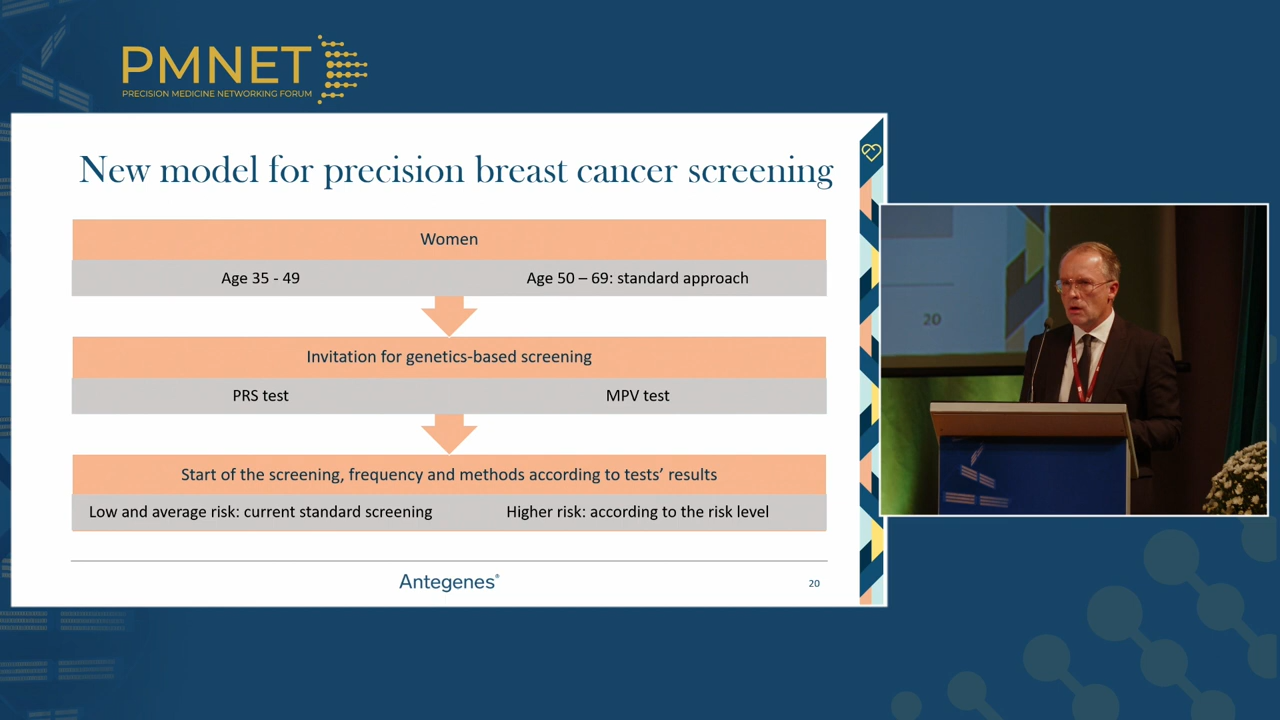 PMNET
PRECISION MEDICINE NETWORKING FORUM
New model for precision breast cancer screening
Women
Age 35 - 49
Age 50 – 69: standard approach
Invitation for genetics-based screening
PRS test
MPV test
Start of the screening, frequency and methods according to tests’ results
Low and average risk: current standard screening
Higher risk: according to the risk level
Antegenes®
20
20